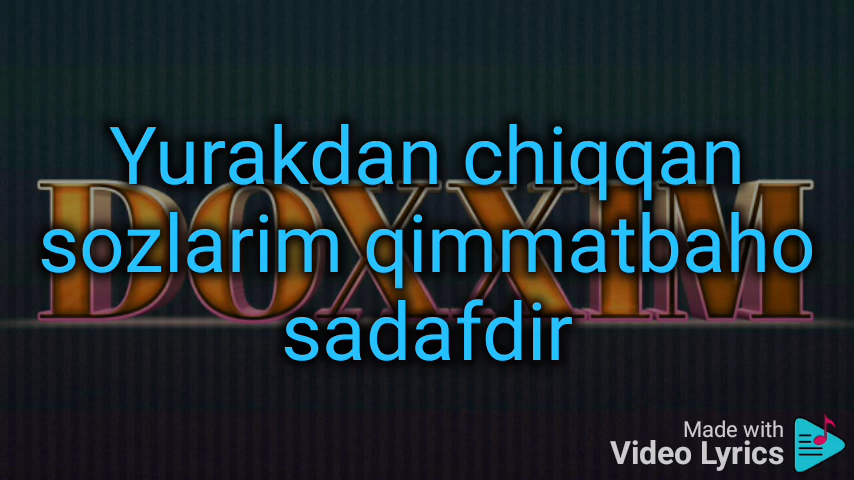 Yurakdan chiqqan
sozlarim qimmatbaho
sadafdir
DOXXIM
Made with
Video Lyrics